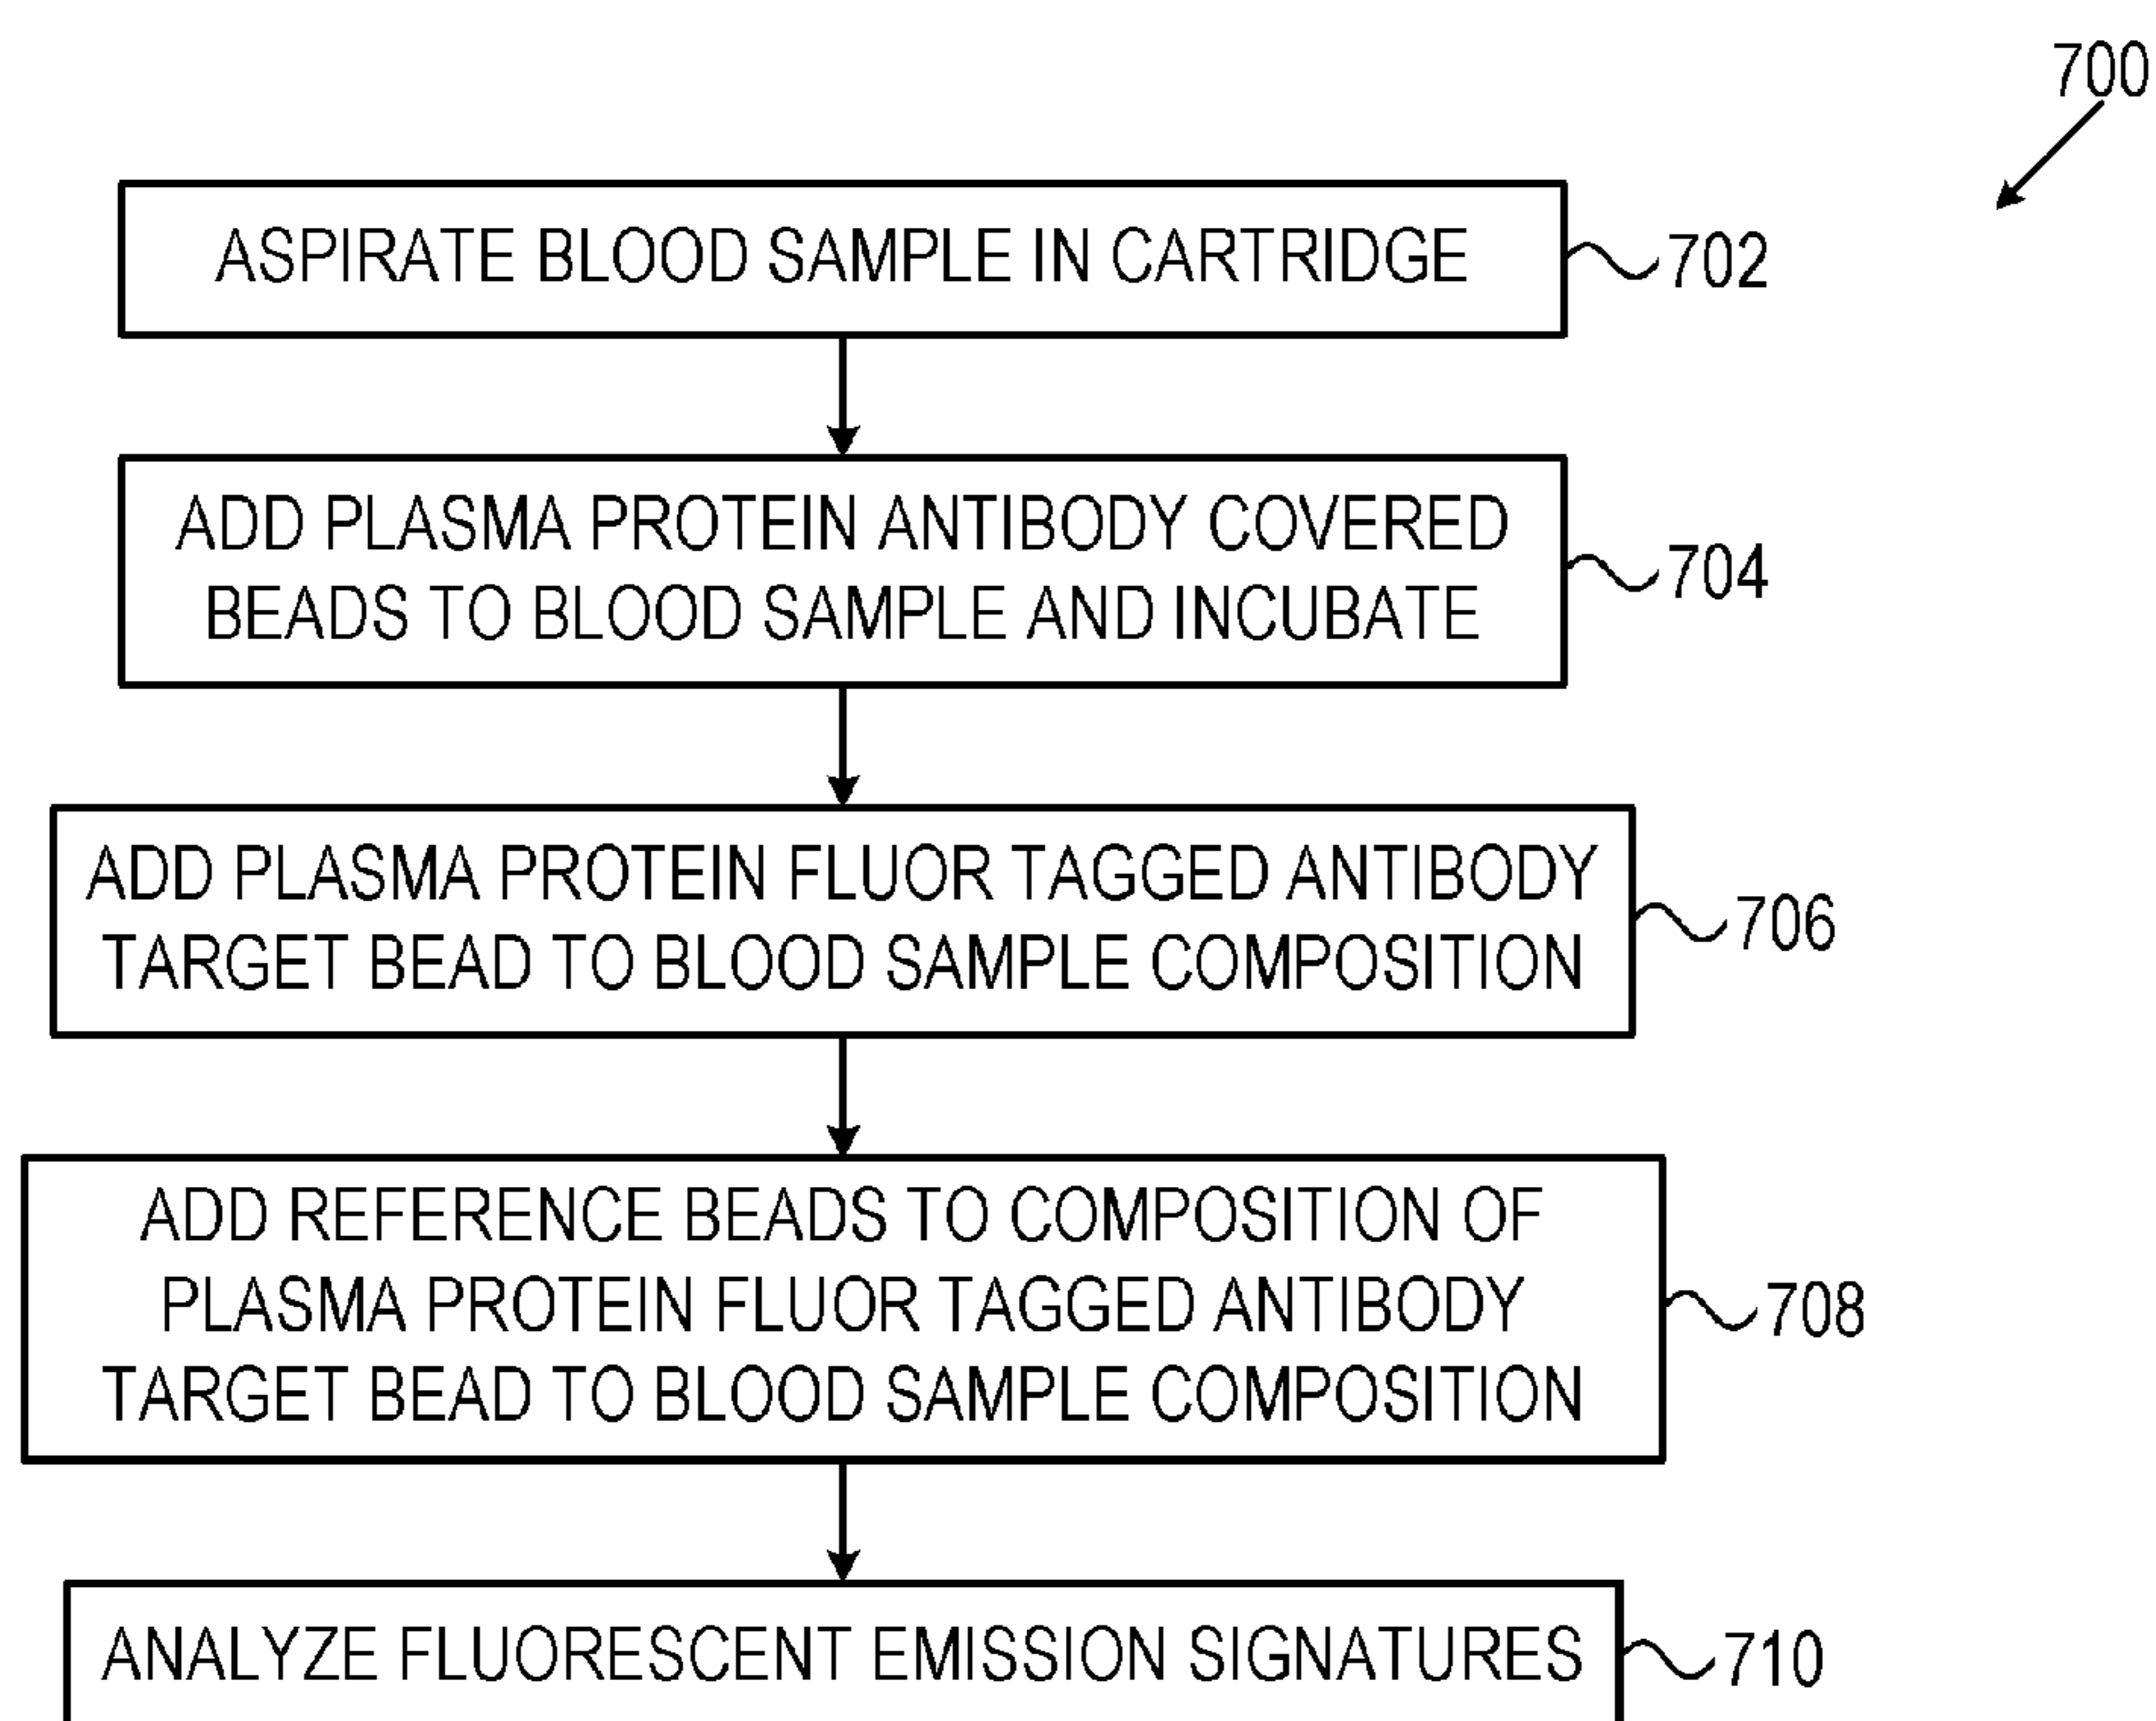 700
ASPIRATE BLOOD SAMPLE IN CARTRIDGE
702
ADD PLASMA PROTEIN ANTIBODY COVERED
BEADS TO BLOOD SAMPLE AND INCUBATE
704
ADD PLASMA PROTEIN FLUOR TAGGED ANTIBODY
TARGET BEAD TO BLOOD SAMPLE COMPOSITION
706
ADD REFERENCE BEADS TO COMPOSITION OF
PLASMA PROTEIN FLUOR TAGGED ANTIBODY
TARGET BEAD TO BLOOD SAMPLE COMPOSITION
708
ANALYZE FLUORESCENT EMISSION SIGNATURES
710